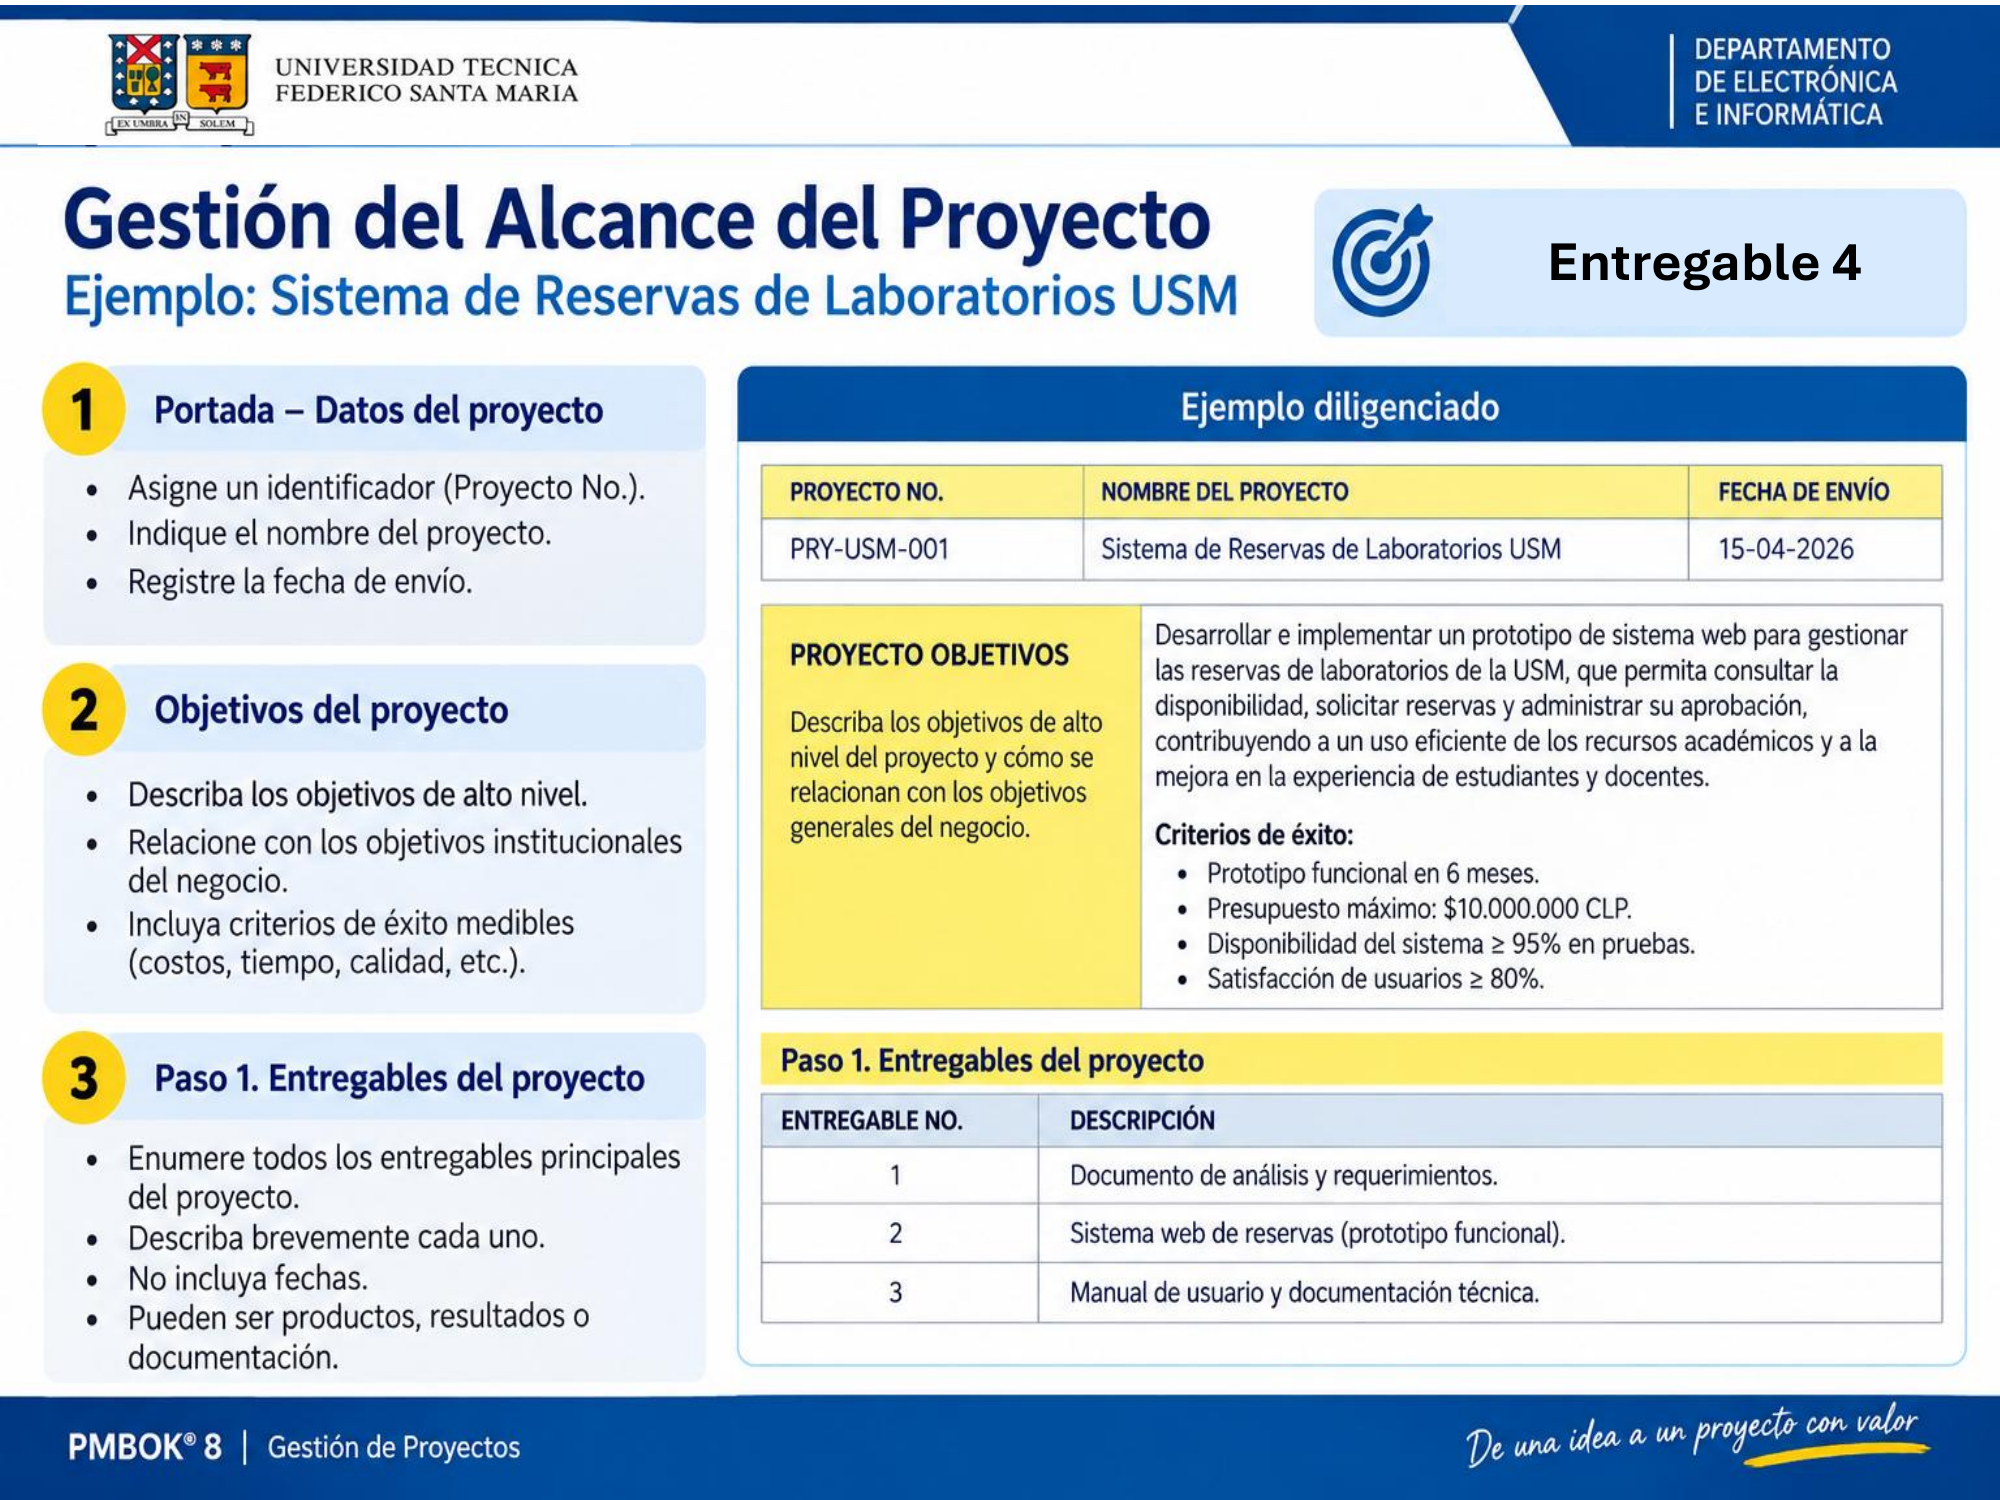 EX UMBRA IN SOLEM
UNIVERSIDAD TECNICA
FEDERICO SANTA MARIA
DEPARTAMENTO
DE ELECTRÓNICA
E INFORMÁTICA
Gestión del Alcance del Proyecto
Ejemplo: Sistema de Reservas de Laboratorios USM
Entregable 4
1 Portada – Datos del proyecto
• Asigne un identificador (Proyecto No.).
• Indique el nombre del proyecto.
• Registre la fecha de envío.
2 Objetivos del proyecto
• Describa los objetivos de alto nivel.
• Relacione con los objetivos institucionales
del negocio.
• Incluya criterios de éxito medibles
(costos, tiempo, calidad, etc.).
3 Paso 1. Entregables del proyecto
• Enumere todos los entregables principales
del proyecto.
• Describa brevemente cada uno.
• No incluya fechas.
• Pueden ser productos, resultados o
documentación.
Ejemplo diligenciado
PROYECTO NO. NOMBRE DEL PROYECTO FECHA DE ENVÍO
PRY-USM-001 Sistema de Reservas de Laboratorios USM 15-04-2026
PROYECTO OBJETIVOS
Describa los objetivos de alto
nivel del proyecto y cómo se
relacionan con los objetivos
generales del negocio.
Desarrollar e implementar un prototipo de sistema web para gestionar
las reservas de laboratorios de la USM, que permita consultar la
disponibilidad, solicitar reservas y administrar su aprobación,
contribuyendo a un uso eficiente de los recursos académicos y a la
mejora en la experiencia de estudiantes y docentes.
Criterios de éxito:
• Prototipo funcional en 6 meses.
• Presupuesto máximo: $10.000.000 CLP.
• Disponibilidad del sistema ≥ 95% en pruebas.
• Satisfacción de usuarios ≥ 80%.
Paso 1. Entregables del proyecto
ENTREGABLE NO. DESCRIPCIÓN
1 Documento de análisis y requerimientos.
2 Sistema web de reservas (prototipo funcional).
3 Manual de usuario y documentación técnica.
PMBOK® 8 | Gestión de Proyectos
De una idea a un proyecto con valor